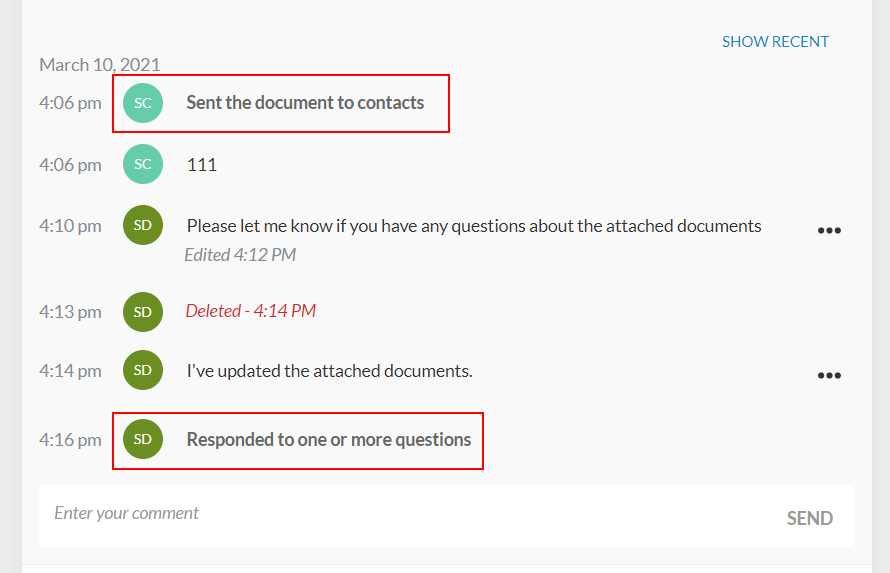 SHOW RECENT
March 10, 2021
4:06 pm SC Sent the document to contacts
4:06 pm SC 111
4:10 pm SD Please let me know if you have any questions about the attached documents
Edited 4:12 PM
4:13 pm SD Deleted - 4:14 PM
4:14 pm SD I've updated the attached documents.
4:16 pm SD Responded to one or more questions
Enter your comment SEND